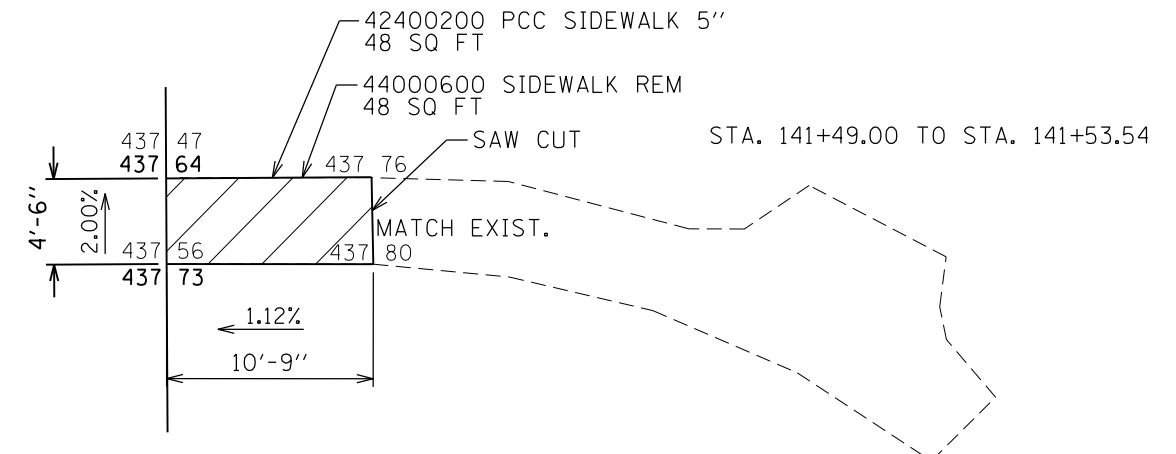 42400200 PCC SIDEWALK 5''
48 SQ FT
44000600 SIDEWALK REM
48 SQ FT
SAW CUT
STA. 141+49.00 TO STA. 141+53.54
437 47
437 64
437 76
4'-6''
2.00%
MATCH EXIST.
437 56
437 80
437 73
1.12%
10'-9''